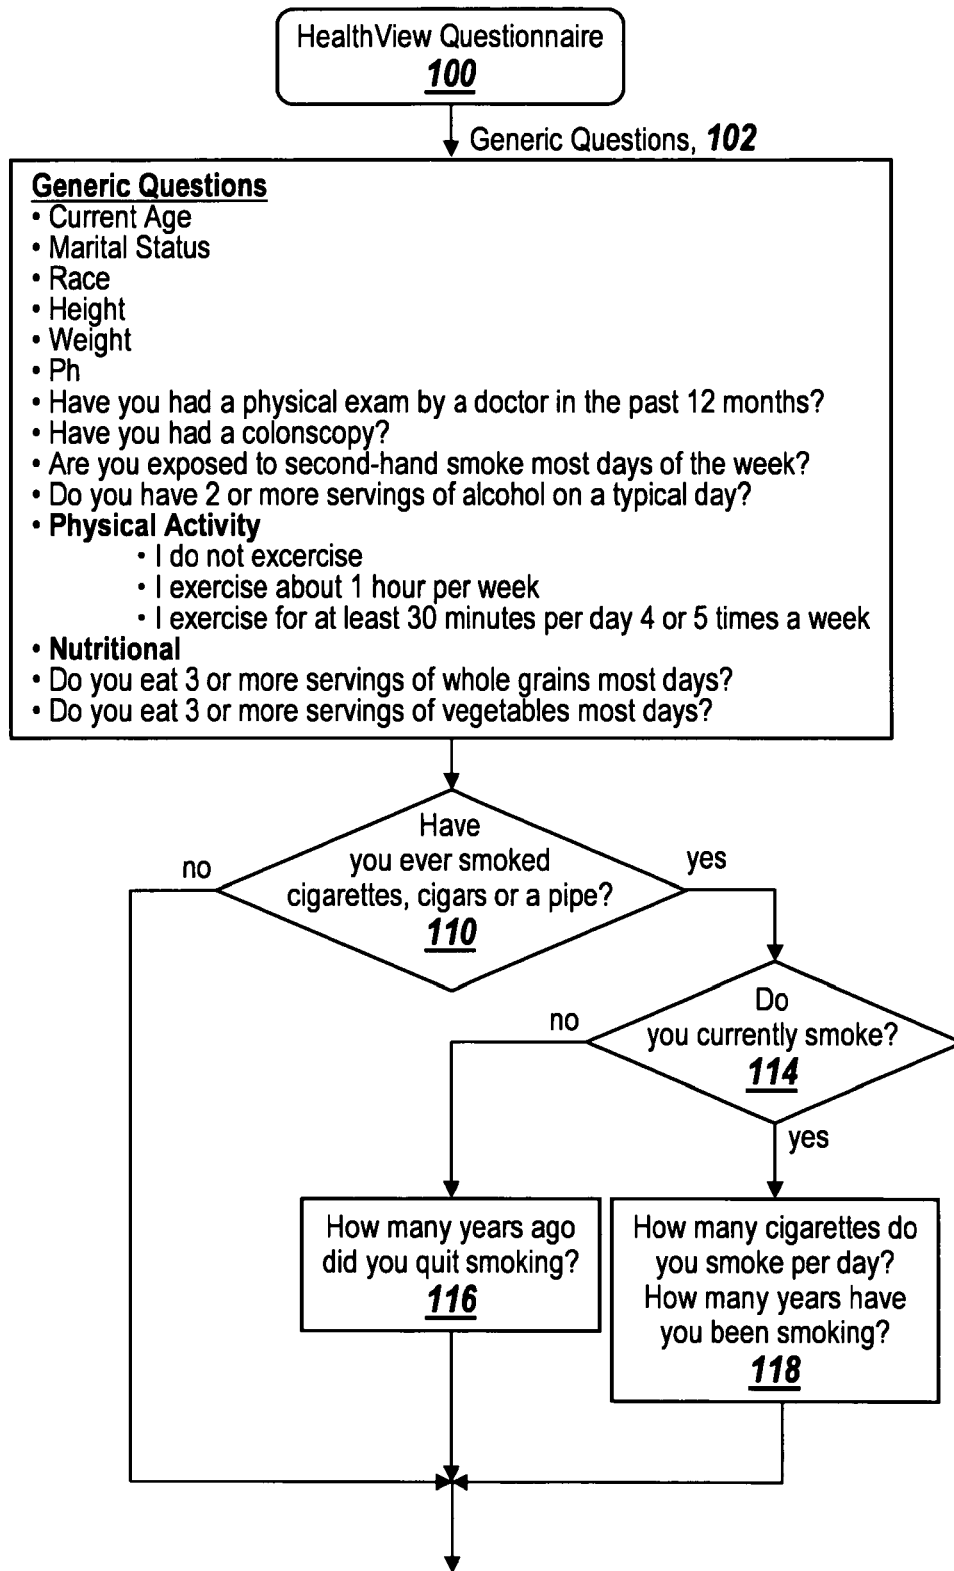 HealthView Questionnaire
100
Generic Questions, 102
Generic Questions
• Current Age
• Marital Status
• Race
• Height
• Weight
• Ph
• Have you had a physical exam by a doctor in the past 12 months?
• Have you had a colonscopy?
• Are you exposed to second-hand smoke most days of the week?
• Do you have 2 or more servings of alcohol on a typical day?
• Physical Activity
• I do not excercise
• I exercise about 1 hour per week
• I exercise for at least 30 minutes per day 4 or 5 times a week
• Nutritional
• Do you eat 3 or more servings of whole grains most days?
• Do you eat 3 or more servings of vegetables most days?
Have
you ever smoked
cigarettes, cigars or a pipe?
110
no
yes
Do
you currently smoke?
114
no
yes
How many years ago
did you quit smoking?
116
How many cigarettes do
you smoke per day?
How many years have
you been smoking?
118